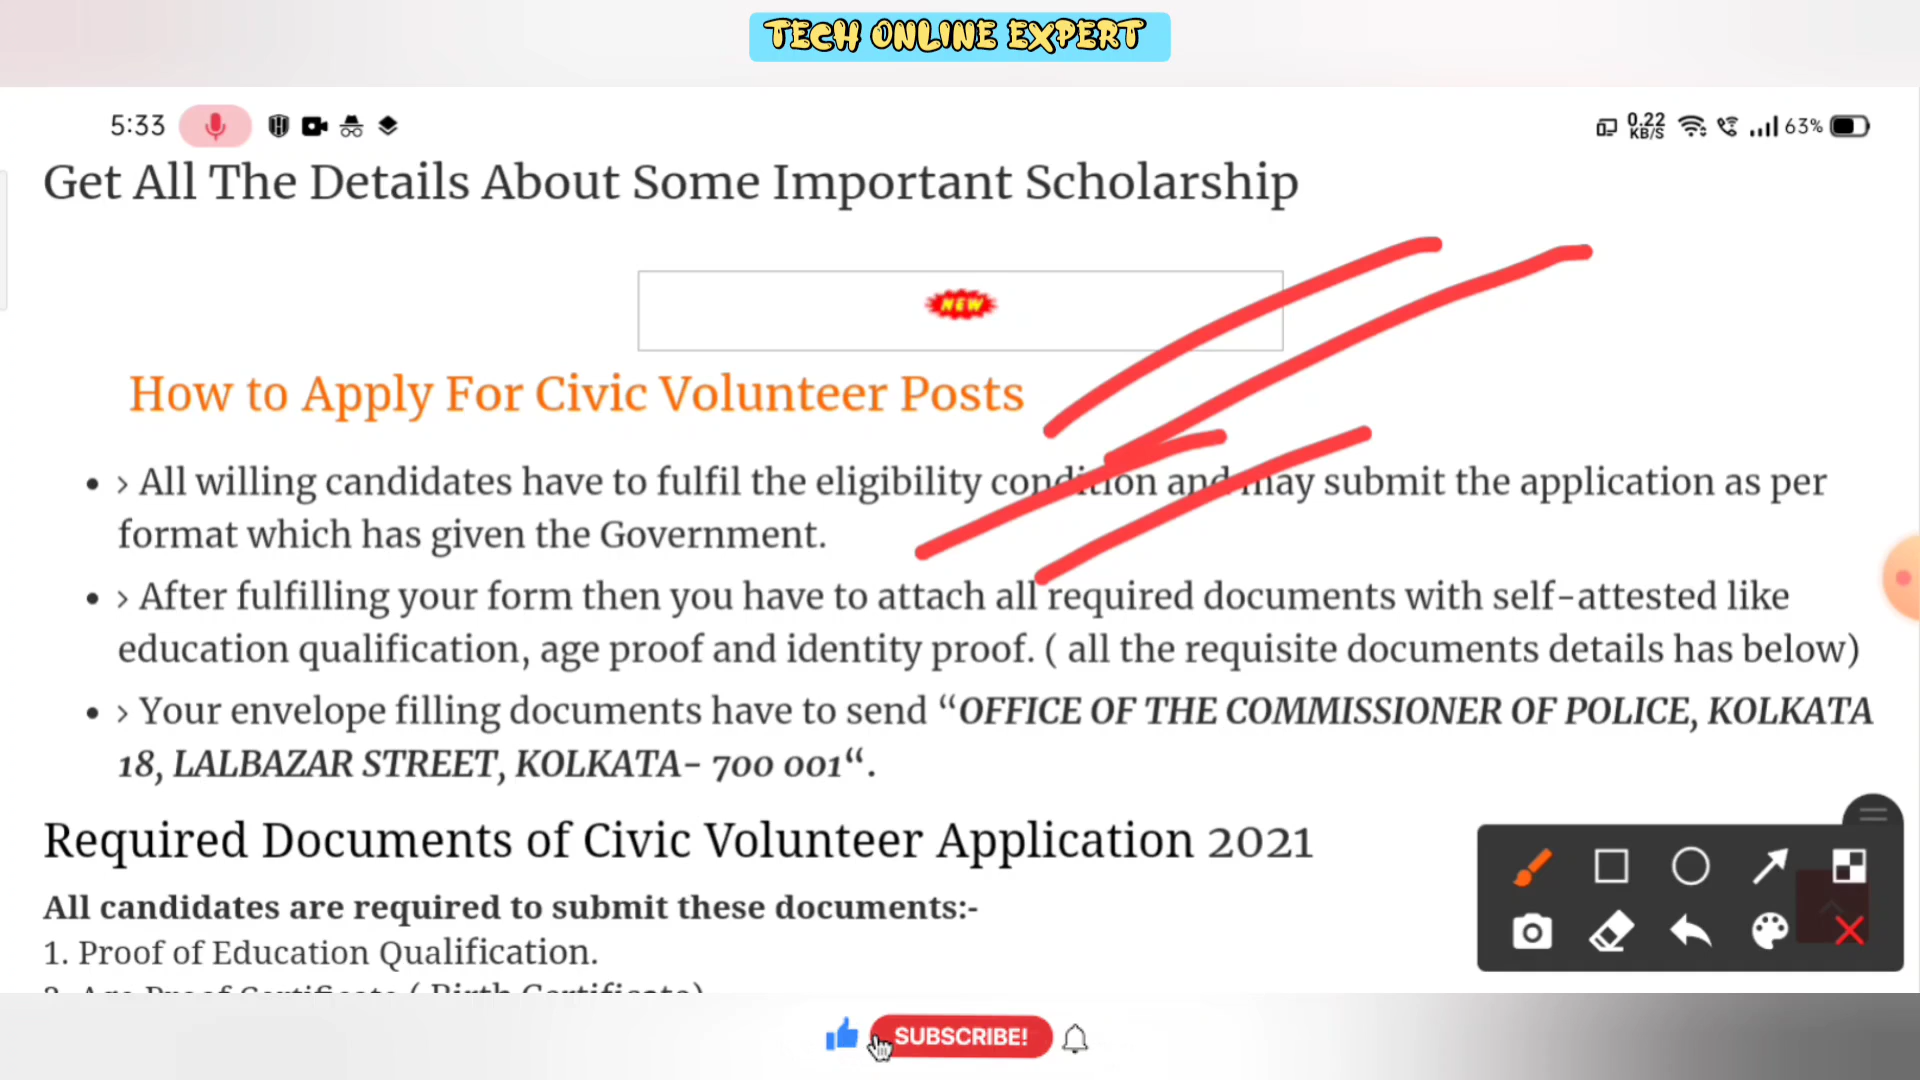 TECH ONLINE EXPERT
5:33
0.22
KB/S
63%
Get All The Details About Some Important Scholarship
NEW
How to Apply For Civic Volunteer Posts
• › All willing candidates have to fulfil the eligibility condition and may submit the application as per
format which has given the Government.
• › After fulfilling your form then you have to attach all required documents with self-attested like
education qualification, age proof and identity proof. ( all the requisite documents details has below)
• › Your envelope filling documents have to send “OFFICE OF THE COMMISSIONER OF POLICE, KOLKATA
18, LALBAZAR STREET, KOLKATA- 700 001“.
Required Documents of Civic Volunteer Application 2021
All candidates are required to submit these documents:-
1. Proof of Education Qualification.
2. Age Proof Certificate ( Birth Certificate)
SUBSCRIBE!